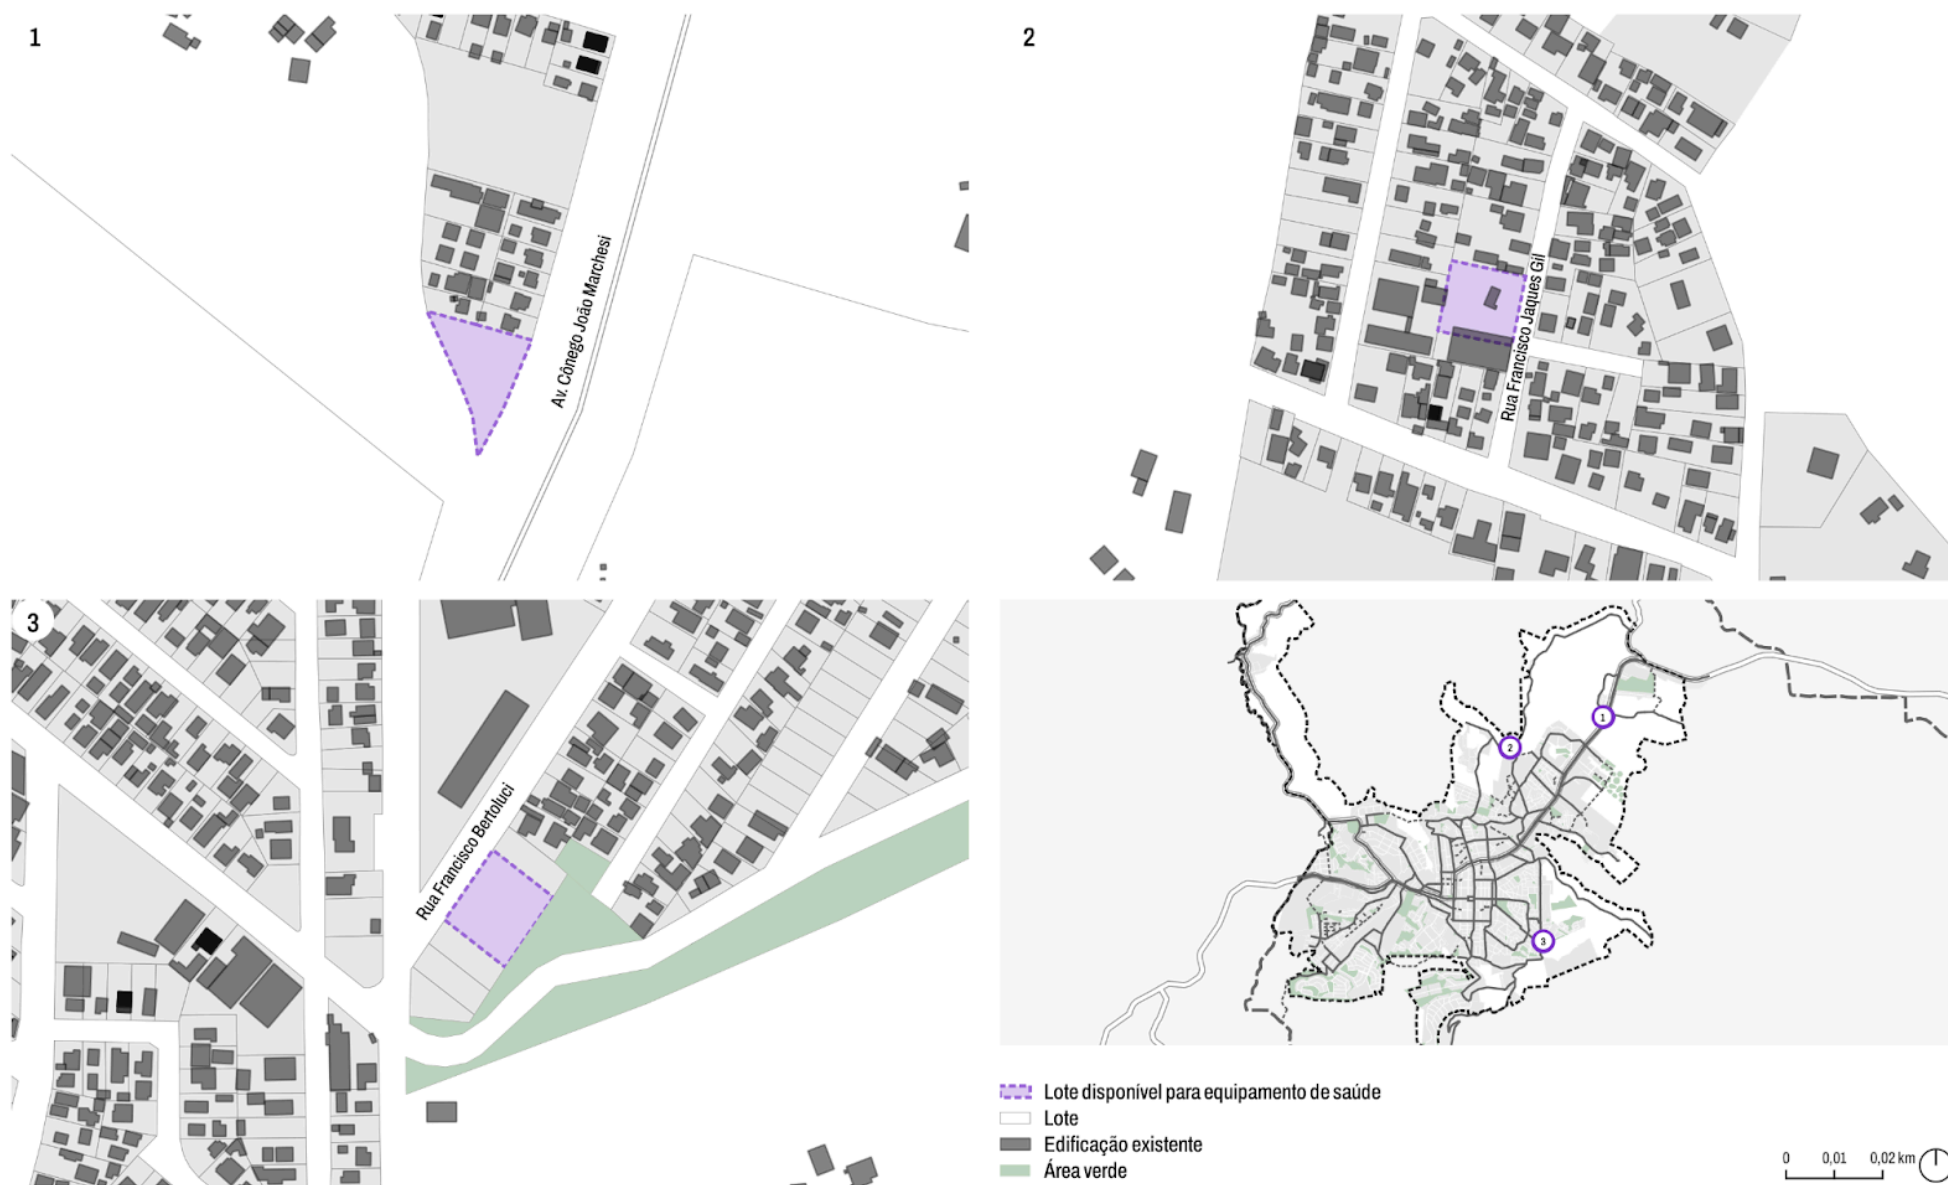 1
Av. Cônego João Marchesi
2
Rua Francisco Jaques Gil
3
Rua Francisco Bertoluci
1
2
3
Lote disponível para equipamento de saúde
Lote
Edificação existente
Área verde
0 0,01 0,02 km